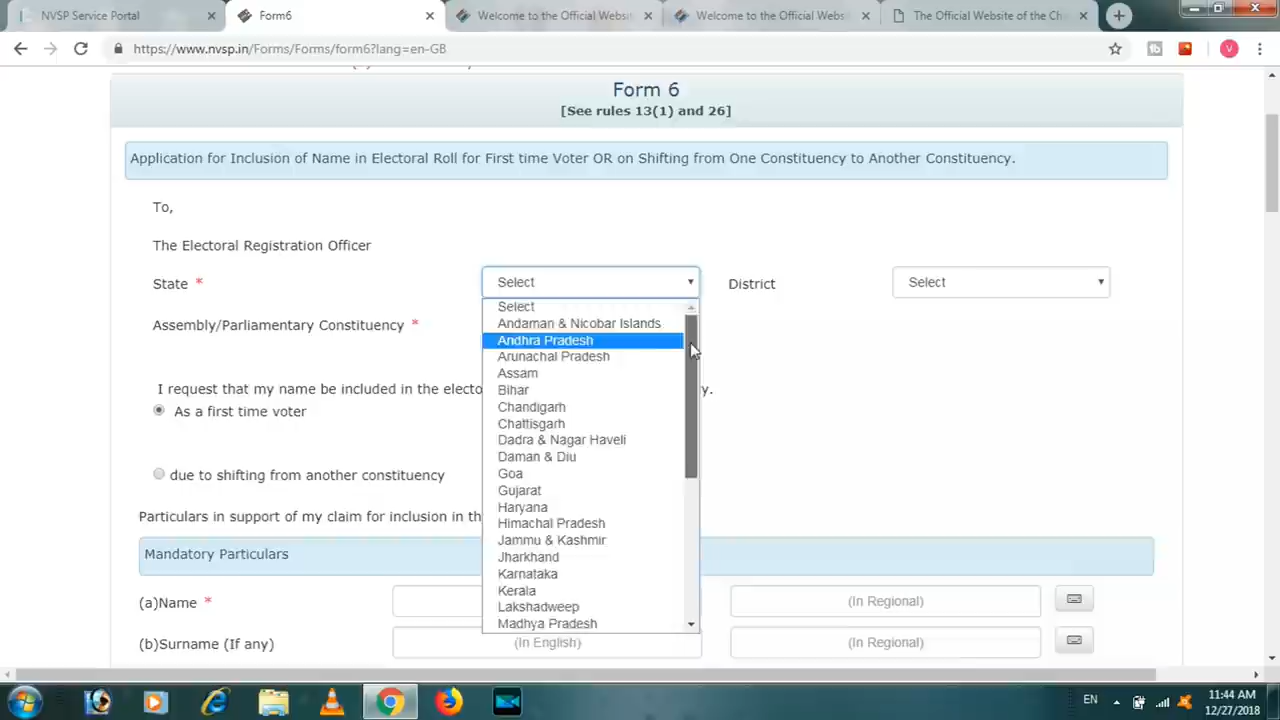 NVSP Service Portal
Form6
Welcome to the Official Websit
Welcome to the Official Websit
The Official Website of the Ch
https://www.nvsp.in/Forms/Forms/form6?lang=en-GB
V
Form 6
[See rules 13(1) and 26]
Application for Inclusion of Name in Electoral Roll for First time Voter OR on Shifting from One Constituency to Another Constituency.
To,
The Electoral Registration Officer
State * Select District Select
Select
Andaman & Nicobar Islands
Assembly/Parliamentary Constituency *
Andhra Pradesh
Arunachal Pradesh
Assam
I request that my name be included in the electo y.
Bihar
As a first time voter
Chandigarh
Chattisgarh
Dadra & Nagar Haveli
Daman & Diu
due to shifting from another constituency
Goa
Gujarat
Haryana
Particulars in support of my claim for inclusion in th
Himachal Pradesh
Jammu & Kashmir
Mandatory Particulars
Jharkhand
Karnataka
Kerala
(a)Name * (In Regional)
Lakshadweep
Madhya Pradesh
(b)Surname (If any) (In English) (In Regional)
EN
11:44 AM
12/27/2018